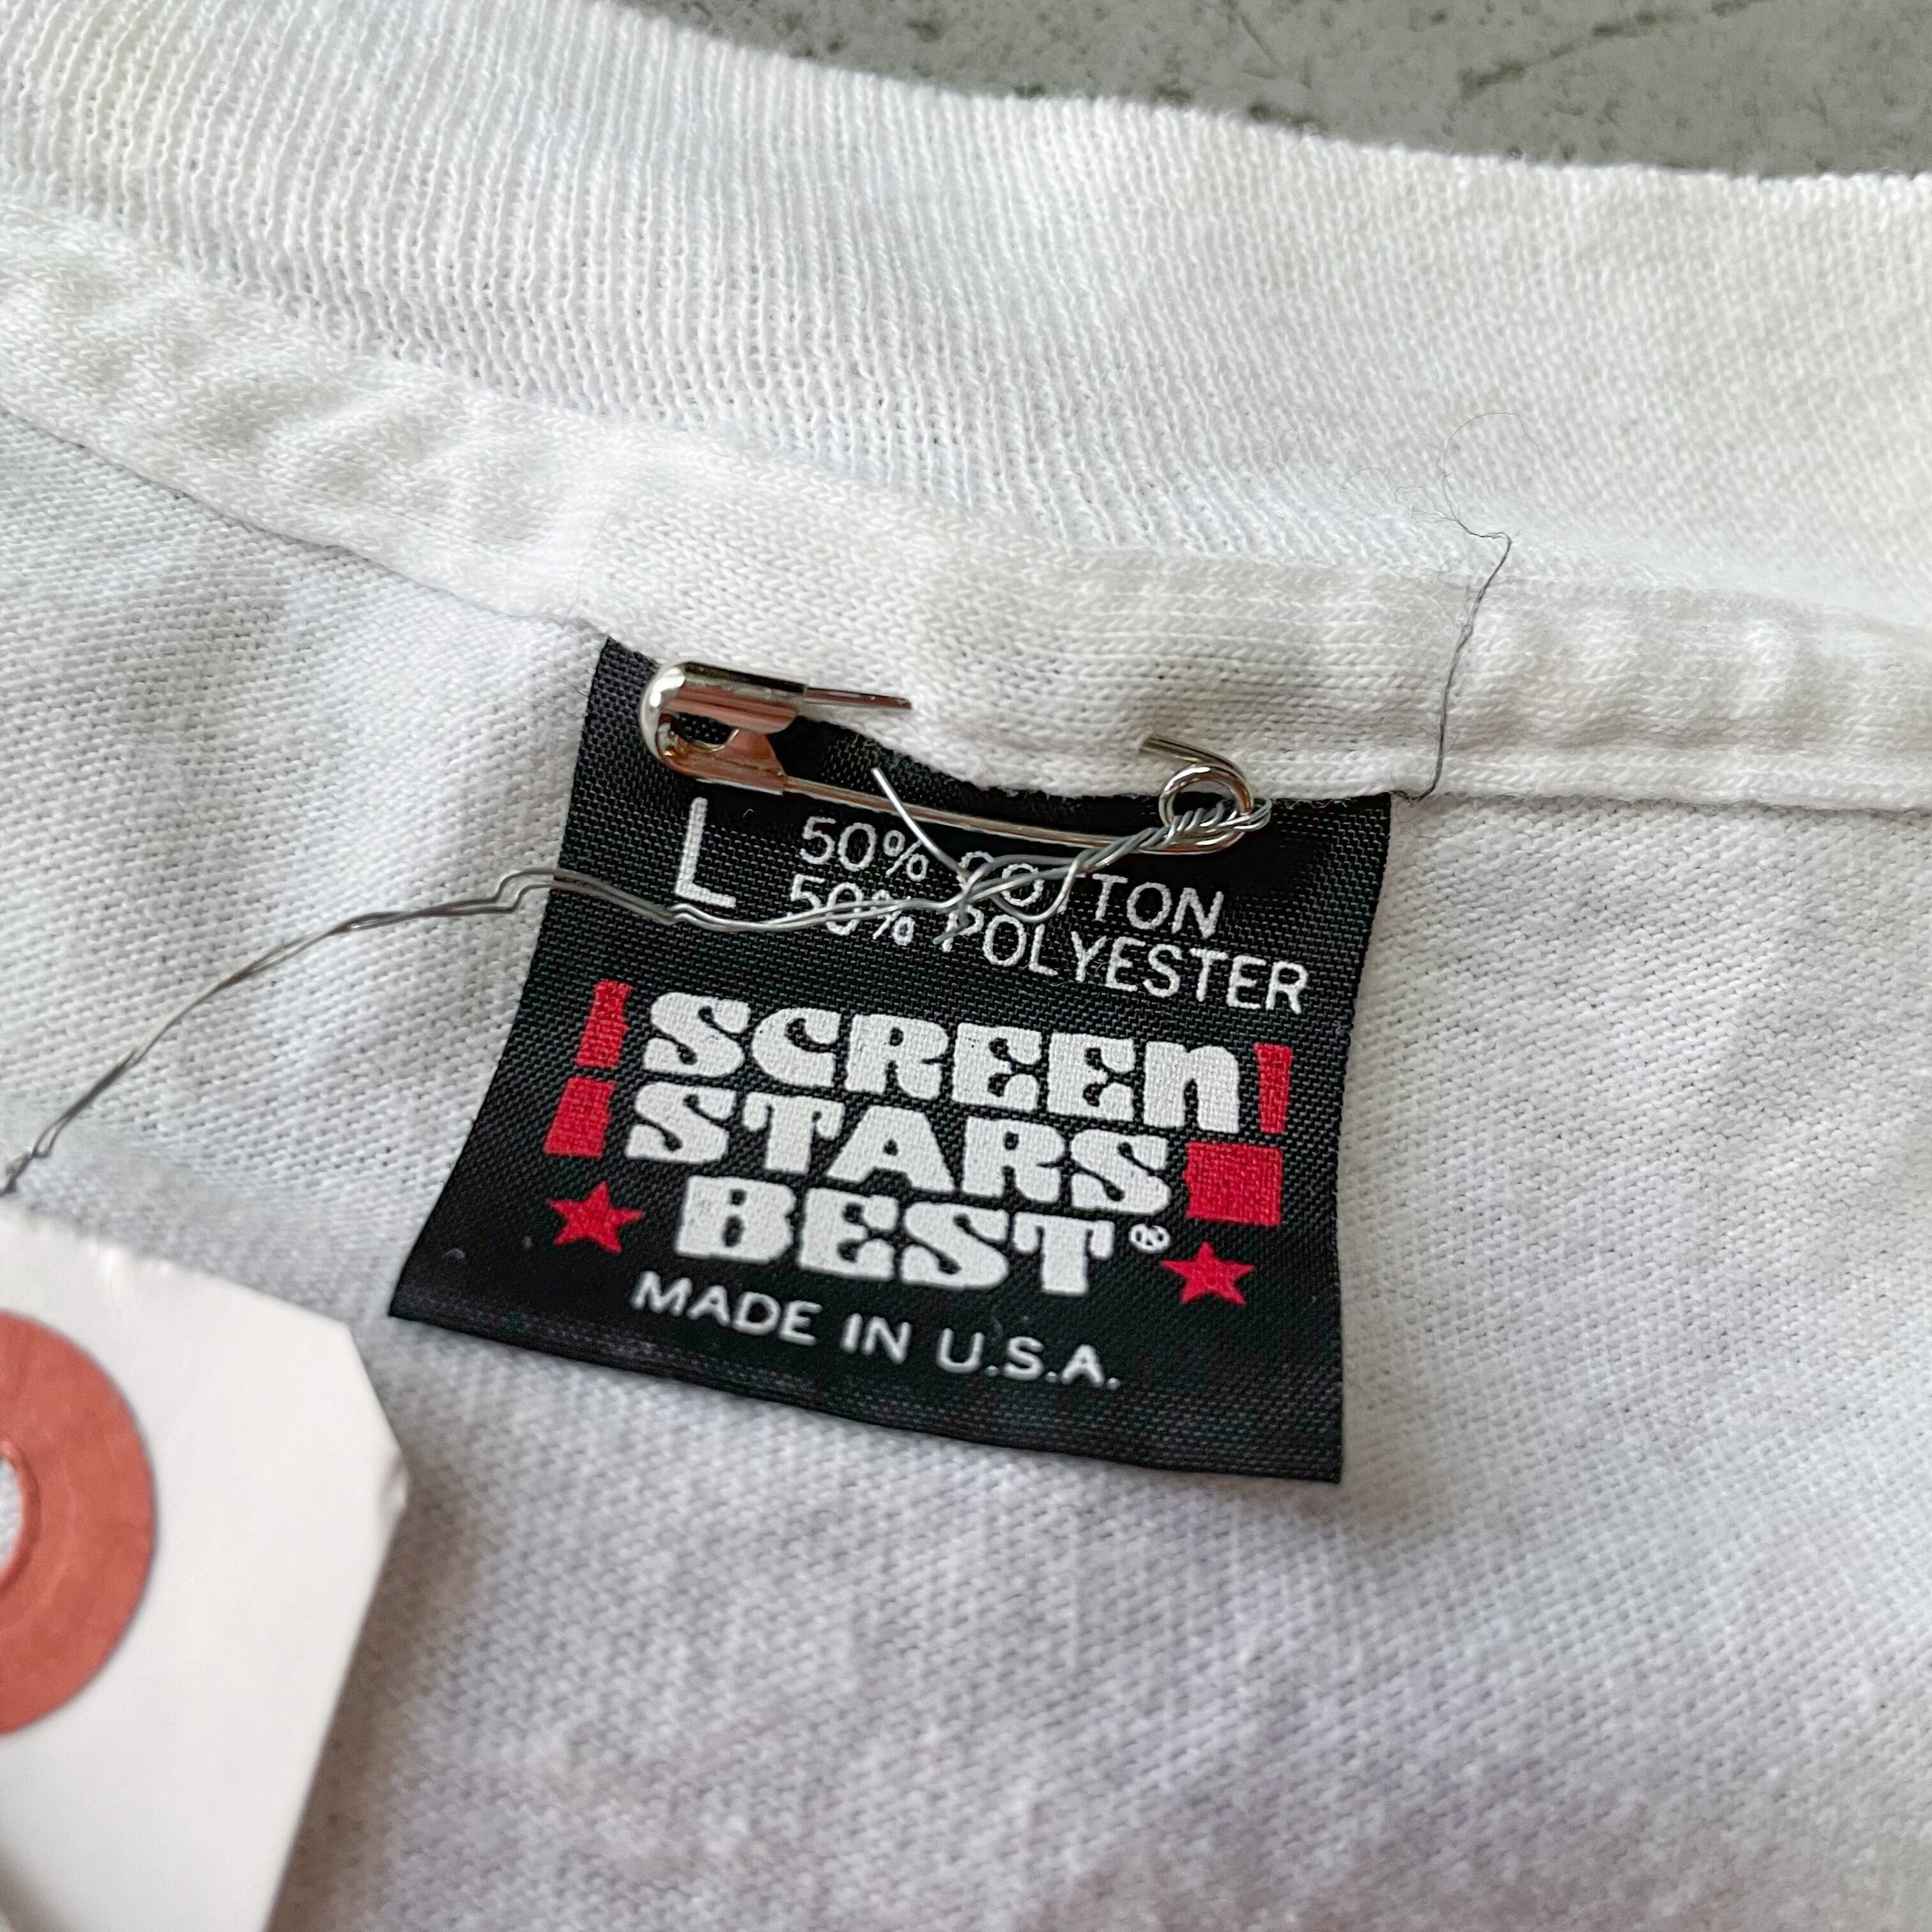 L
50% COTTON
50% POLYESTER
SCREEN
STARS
BEST®
MADE IN U.S.A.